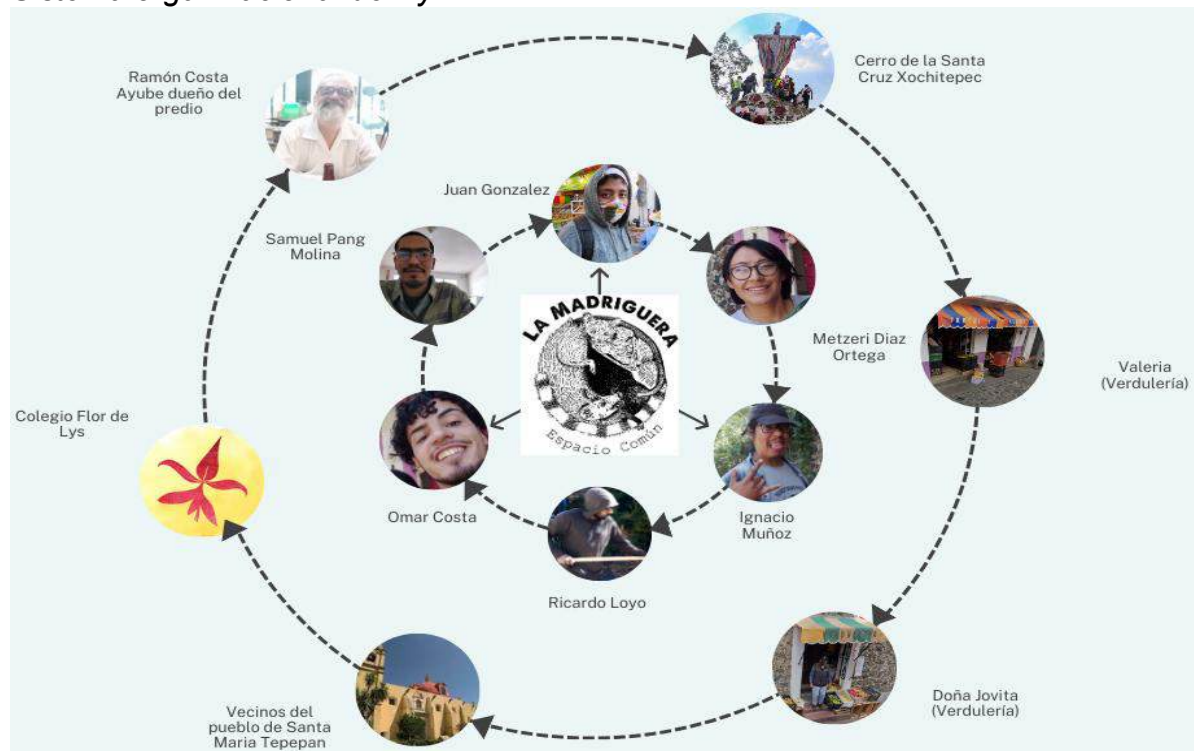 Ramón Costa
Ayube dueño del
predio
Cerro de la Santa
Cruz Xochitepec
Juan Gonzalez
Samuel Pang
Molina
LA MADRIGUERA
Espacio Común
Metzeri Diaz
Ortega
Valeria
(Verdulería)
Colegio Flor de
Lys
Omar Costa
Ignacio
Muñoz
Ricardo Loyo
Vecinos del
pueblo de Santa
Maria Tepepan
Doña Jovita
(Verdulería)